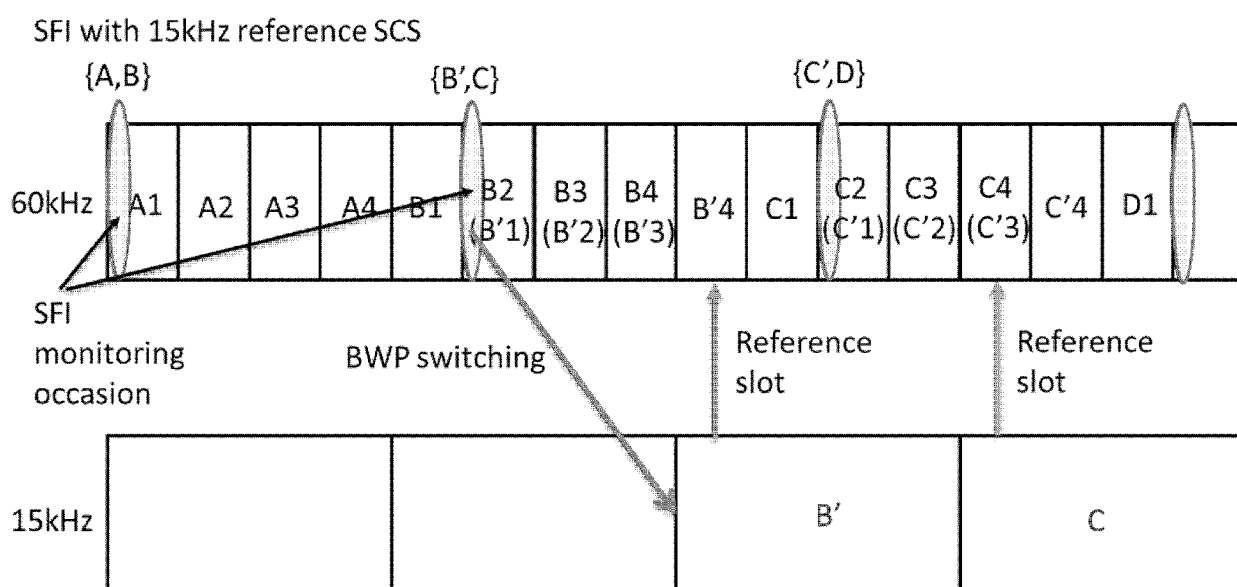 SFI with 15kHz reference SCS
{A,B}
{B′,C}
{C′,D}
60kHz
A1
A2
A3
A4
B1
B2
(B′1)
B3
(B′2)
B4
(B′3)
B′4
C1
C2
(C′1)
C3
(C′2)
C4
(C′3)
C′4
D1
SFI
monitoring
occasion
BWP switching
Reference
slot
Reference
slot
15kHz
B′
C